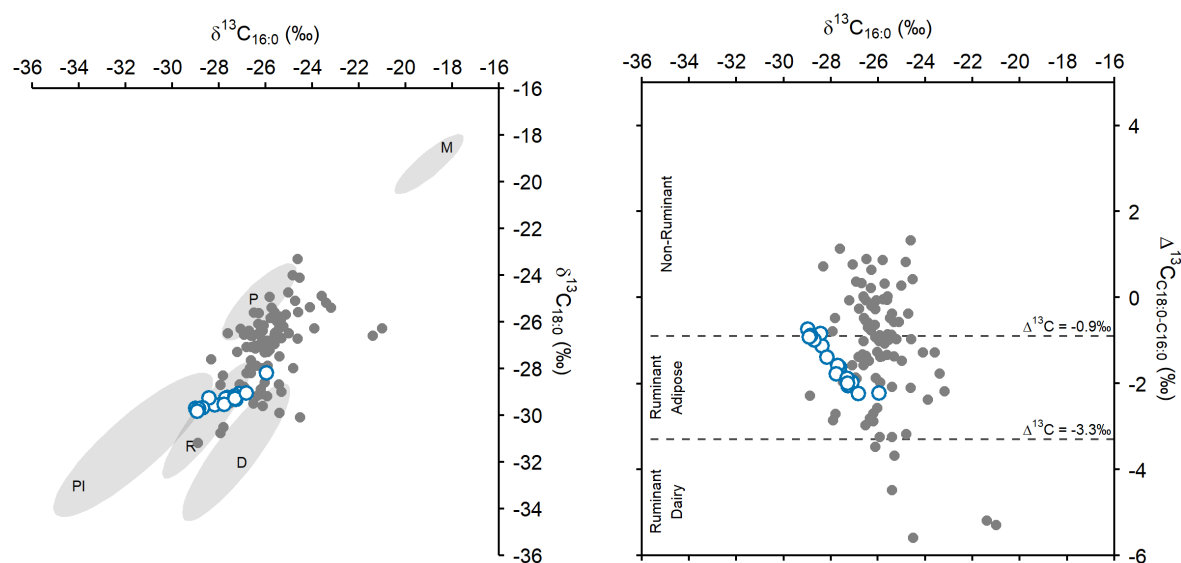 δ¹³C₁₆:₀ (‰)
-36 -34 -32 -30 -28 -26 -24 -22 -20 -18 -16
-16
-18
-20
-22
-24
-26
-28
-30
-32
-34
-36
δ¹³C₁₈:₀ (‰)
M
P
R
D
PI
δ¹³C₁₆:₀ (‰)
-36 -34 -32 -30 -28 -26 -24 -22 -20 -18 -16
4
2
0
-2
-4
-6
Δ¹³C_C18:0-C16:0 (‰)
Non-Ruminant
Δ¹³C = -0.9‰
Ruminant
Adipose
Δ¹³C = -3.3‰
Ruminant
Dairy